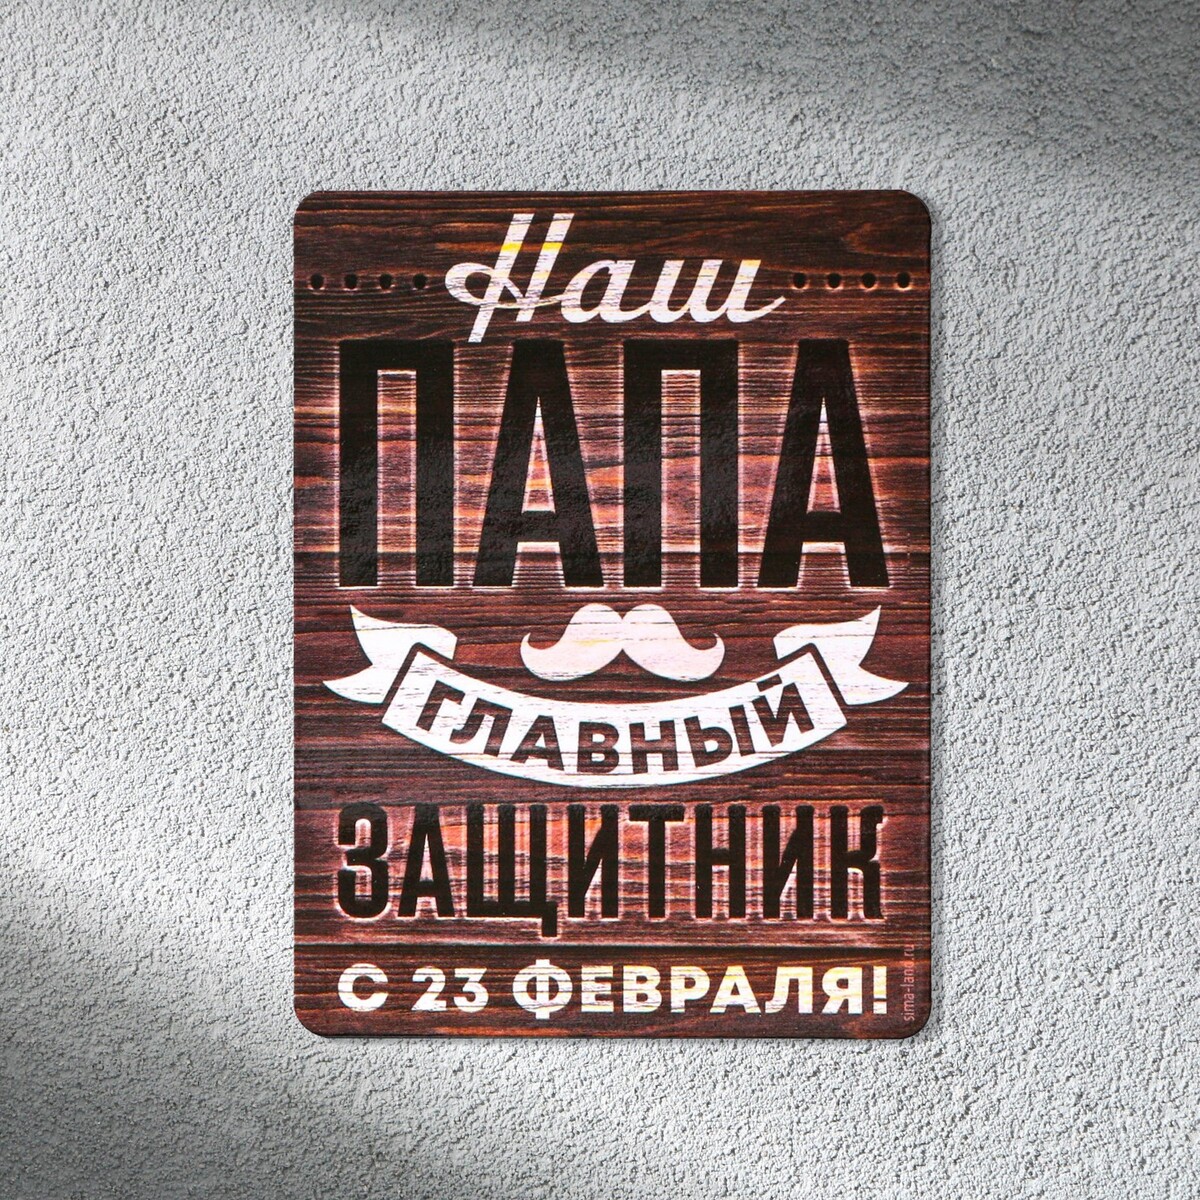 Наш
ПАПА
ГЛАВНЫЙ
ЗАЩИТНИК
С 23 ФЕВРАЛЯ!
sima-land.ru